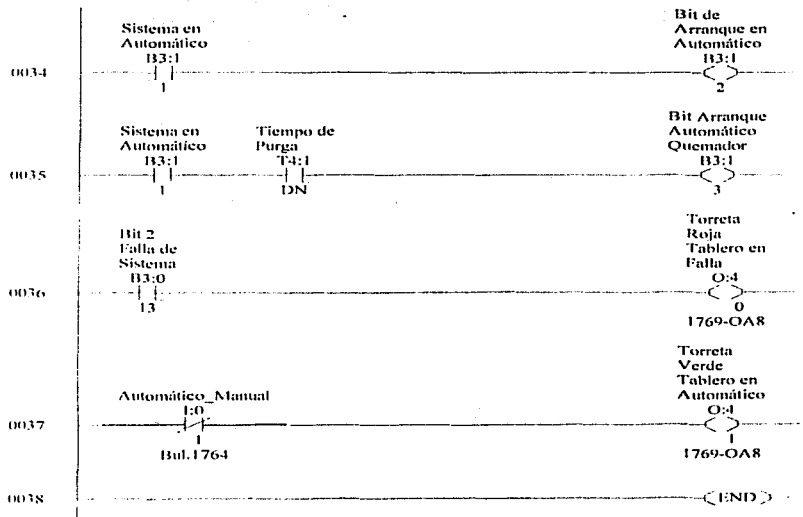 Sistema en
Automático
B3:1
1
Bit de
Arranque en
Automático
B3:1
2
0034
Sistema en
Automático
B3:1
1
Tiempo de
Purga
T4:1
DN
Bit Arranque
Automático
Quemador
B3:1
3
0035
Bit 2
Falla de
Sistema
B3:0
13
Torreta
Roja
Tablero en
Falla
O:4
0
1769-OA8
0036
Automático_Manual
I:0
1
Bul.1764
Torreta
Verde
Tablero en
Automático
O:4
1
1769-OA8
0037
0038
END